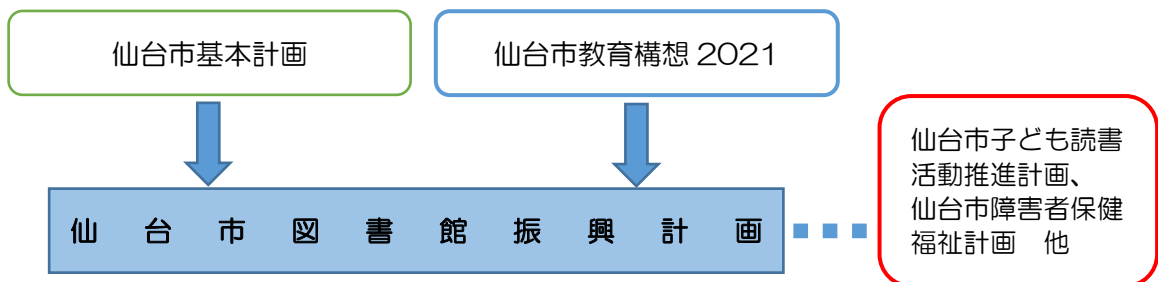 仙台市基本計画
仙台市教育構想 2021
仙台市図書館振興計画
仙台市子ども読書
活動推進計画、
仙台市障害者保健
福祉計画　他